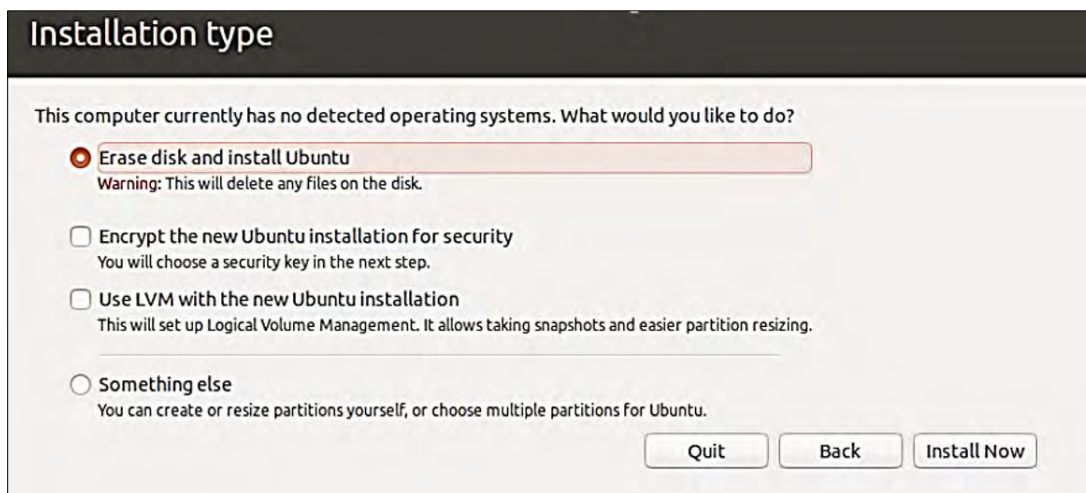 Installation type
This computer currently has no detected operating systems. What would you like to do?
Erase disk and install Ubuntu
Warning: This will delete any files on the disk.
Encrypt the new Ubuntu installation for security
You will choose a security key in the next step.
Use LVM with the new Ubuntu installation
This will set up Logical Volume Management. It allows taking snapshots and easier partition resizing.
Something else
You can create or resize partitions yourself, or choose multiple partitions for Ubuntu.
Quit Back Install Now